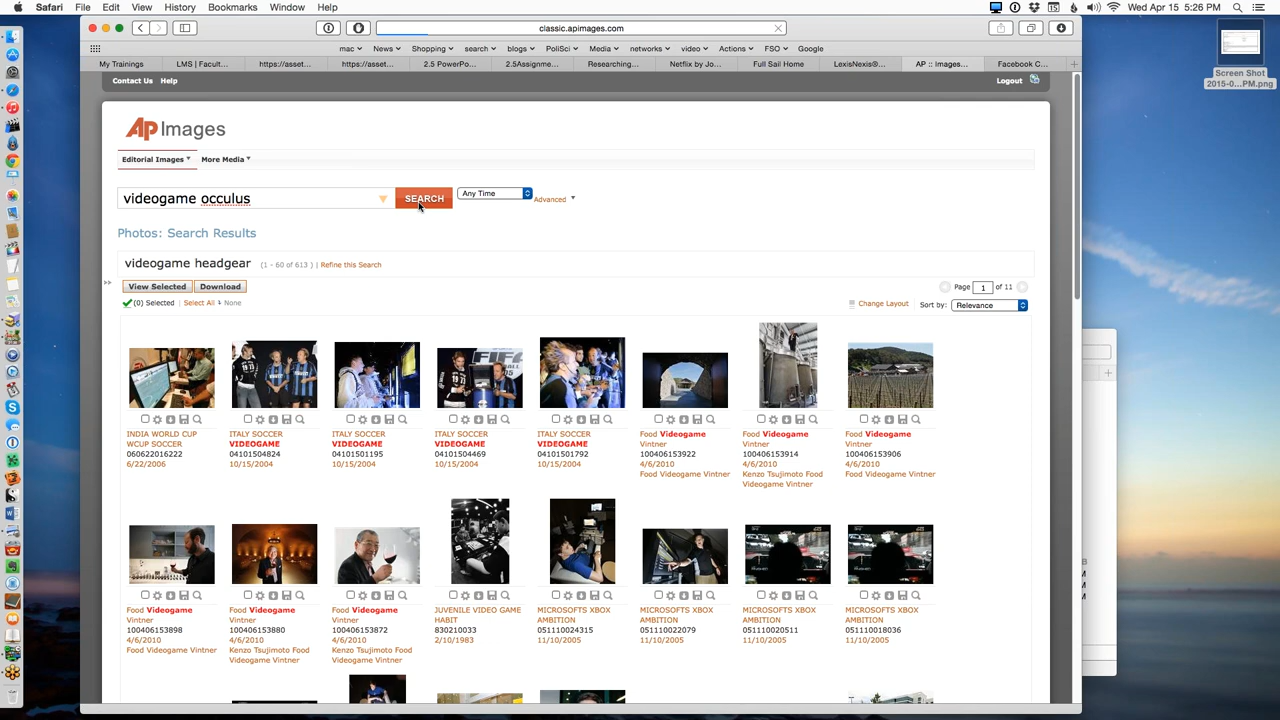 Safari File Edit View History Bookmarks Window Help Wed Apr 15 5:26 PM
classic.apimages.com
mac News Shopping search blogs PoliSci Media networks video Actions FSO Google
My Trainings LMS | Facult... https://asset... https://asset... 2.5 PowerPo... 2.5Assignme... Researching... Netflix by Jo... Full Sail Home LexisNexis®... AP :: Images... Facebook C...
Screen Shot
2015-0...PM.png
Contact Us Help Logout
AP Images
Editorial Images More Media
videogame occulus SEARCH Any Time Advanced
Photos: Search Results
videogame headgear (1 - 60 of 613 ) | Refine this Search
View Selected Download Page 1 of 11
(0) Selected | Select All None Change Layout Sort by: Relevance
INDIA WORLD CUP
WCUP SOCCER
060622016222
6/22/2006
ITALY SOCCER
VIDEOGAME
04101504824
10/15/2004
ITALY SOCCER
VIDEOGAME
04101501195
10/15/2004
ITALY SOCCER
VIDEOGAME
04101504469
10/15/2004
ITALY SOCCER
VIDEOGAME
04101501792
10/15/2004
Food Videogame
Vintner
100406153922
4/6/2010
Food Videogame Vintner
Food Videogame
Vintner
100406153914
4/6/2010
Kenzo Tsujimoto Food
Videogame Vintner
Food Videogame
Vintner
100406153906
4/6/2010
Food Videogame Vintner
Food Videogame
Vintner
100406153898
4/6/2010
Food Videogame Vintner
Food Videogame
Vintner
100406153880
4/6/2010
Kenzo Tsujimoto Food
Videogame Vintner
Food Videogame
Vintner
100406153872
4/6/2010
Kenzo Tsujimoto Food
Videogame Vintner
JUVENILE VIDEO GAME
HABIT
830210033
2/10/1983
MICROSOFTS XBOX
AMBITION
051110024315
11/10/2005
MICROSOFTS XBOX
AMBITION
051110022079
11/10/2005
MICROSOFTS XBOX
AMBITION
051110020511
11/10/2005
MICROSOFTS XBOX
AMBITION
051110018036
11/10/2005